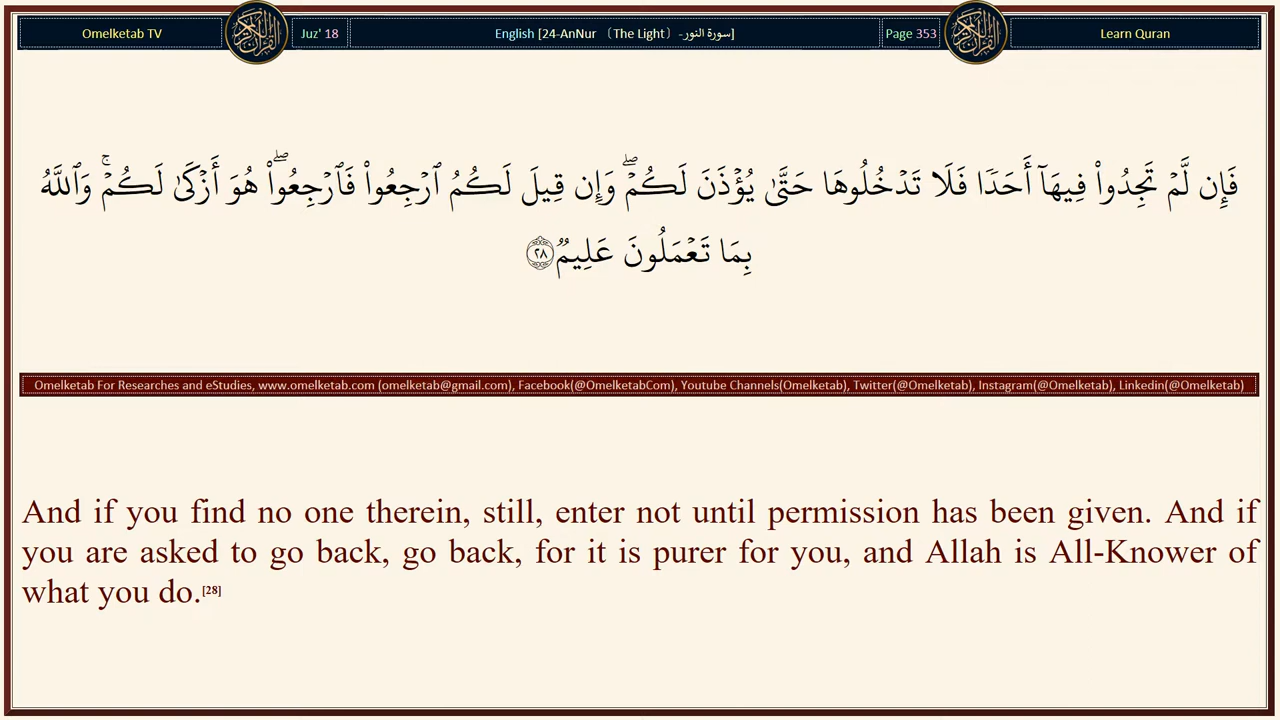 Omelketab TV
Juz' 18
English [24-AnNur (The Light) -سورة النور]
Page 353
Learn Quran
فَإِن لَّمۡ تَجِدُواْ فِيهَآ أَحَدٗا فَلَا تَدۡخُلُوهَا حَتَّىٰ يُؤۡذَنَ لَكُمۡۖ وَإِن قِيلَ لَكُمُ ٱرۡجِعُواْ فَٱرۡجِعُواْۖ هُوَ أَزۡكَىٰ لَكُمۡۚ وَٱللَّهُ
بِمَا تَعۡمَلُونَ عَلِيمٞ ٢٨
Omelketab For Researches and eStudies, www.omelketab.com (omelketab@gmail.com), Facebook(@OmelketabCom), Youtube Channels(Omelketab), Twitter(@Omelketab), Instagram(@Omelketab), Linkedin(@Omelketab)
And if you find no one therein, still, enter not until permission has been given. And if
you are asked to go back, go back, for it is purer for you, and Allah is All-Knower of
what you do.[28]